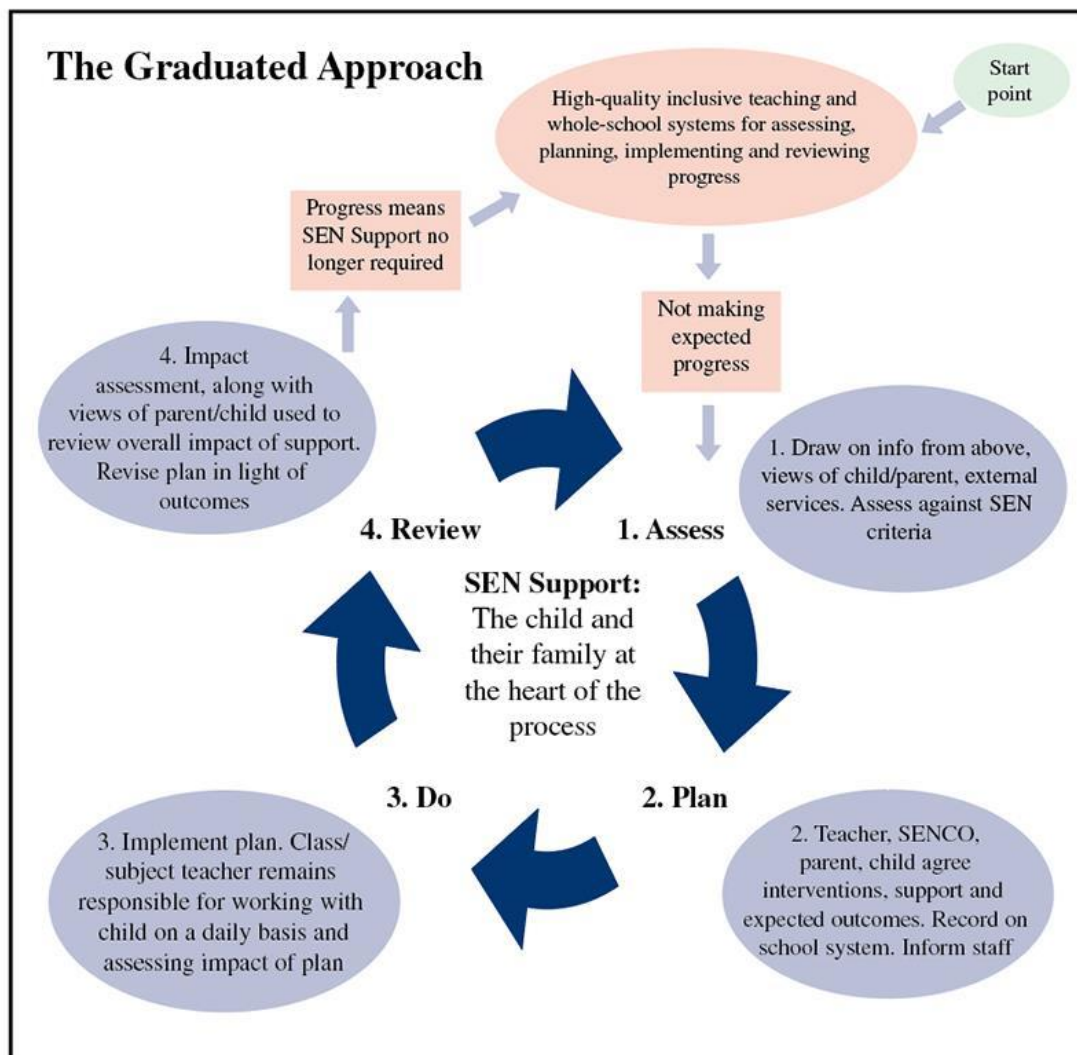 The Graduated Approach
Start
point
High-quality inclusive teaching and
whole-school systems for assessing,
planning, implementing and reviewing
progress
Progress means
SEN Support no
longer required
Not making
expected
progress
4. Impact
assessment, along with
views of parent/child used to
review overall impact of support.
Revise plan in light of
outcomes
1. Draw on info from above,
views of child/parent, external
services. Assess against SEN
criteria
4. Review
1. Assess
SEN Support:
The child and
their family at
the heart of the
process
3. Do
2. Plan
3. Implement plan. Class/
subject teacher remains
responsible for working with
child on a daily basis and
assessing impact of plan
2. Teacher, SENCO,
parent, child agree
interventions, support and
expected outcomes. Record on
school system. Inform staff